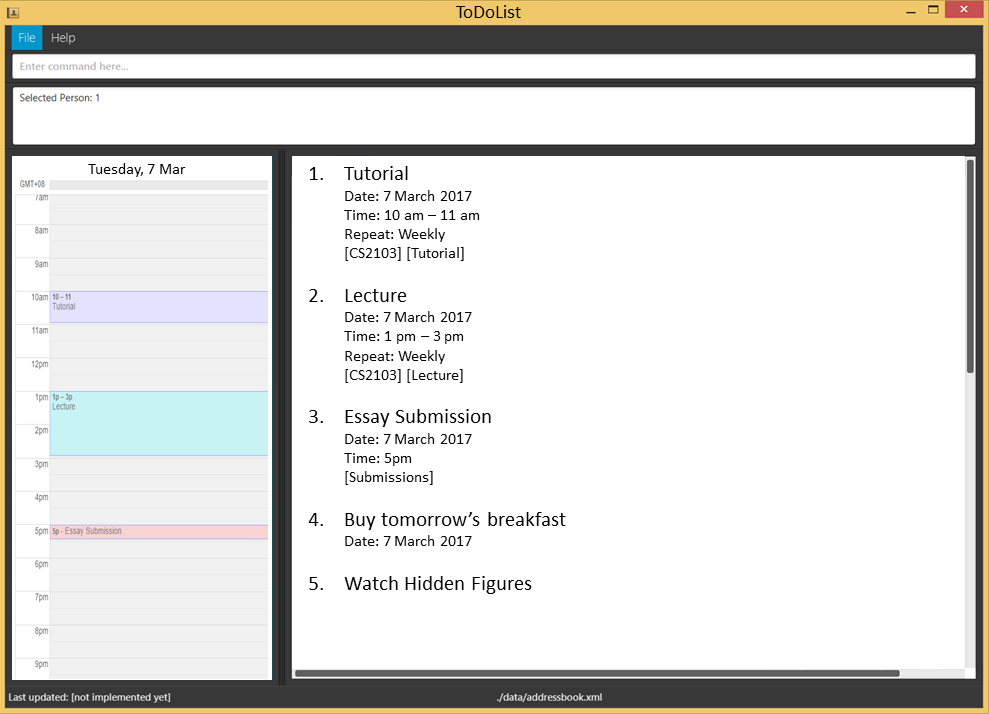 ToDoList
File Help
Enter command here...
Selected Person: 1
Tuesday, 7 Mar
GMT+08
7am
8am
9am
10am
10 – 11
Tutorial
11am
12pm
1pm
1p – 3p
Lecture
2pm
3pm
4pm
5pm
5p - Essay Submission
6pm
7pm
8pm
9pm
1. Tutorial
Date: 7 March 2017
Time: 10 am – 11 am
Repeat: Weekly
[CS2103] [Tutorial]
2. Lecture
Date: 7 March 2017
Time: 1 pm – 3 pm
Repeat: Weekly
[CS2103] [Lecture]
3. Essay Submission
Date: 7 March 2017
Time: 5pm
[Submissions]
4. Buy tomorrow’s breakfast
Date: 7 March 2017
5. Watch Hidden Figures
Last updated: [not implemented yet]
./data/addressbook.xml